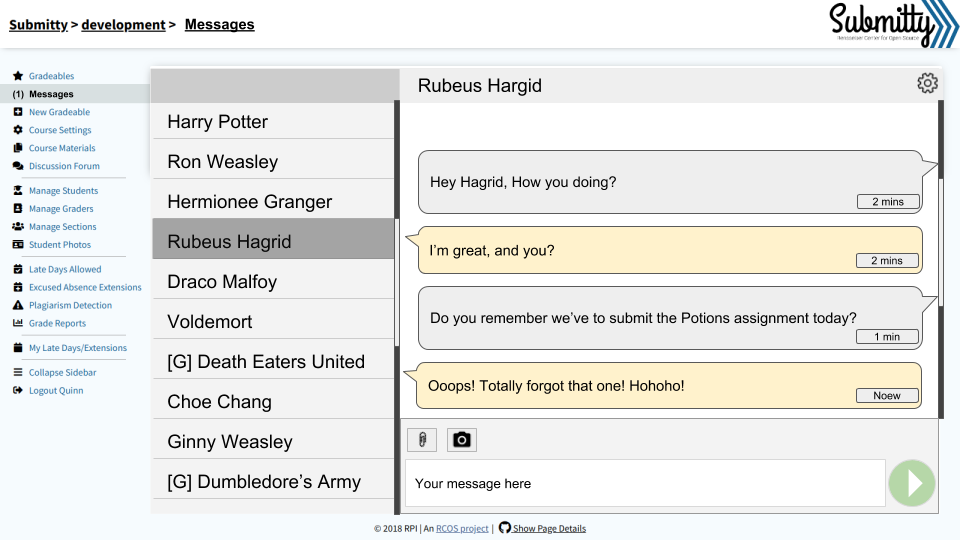 Submitty > development > Messages
Submitty
Rensselaer Center for Open Source
Gradeables
(1) Messages
New Gradeable
Course Settings
Course Materials
Discussion Forum
Manage Students
Manage Graders
Manage Sections
Student Photos
Late Days Allowed
Excused Absence Extensions
Plagiarism Detection
Grade Reports
My Late Days/Extensions
Collapse Sidebar
Logout Quinn
Harry Potter
Ron Weasley
Hermionee Granger
Rubeus Hagrid
Draco Malfoy
Voldemort
[G] Death Eaters United
Choe Chang
Ginny Weasley
[G] Dumbledore's Army
Rubeus Hargid
Hey Hagrid, How you doing?
2 mins
I'm great, and you?
2 mins
Do you remember we've to submit the Potions assignment today?
1 min
Ooops! Totally forgot that one! Hohoho!
Noew
Your message here
© 2018 RPI | An RCOS project | Show Page Details